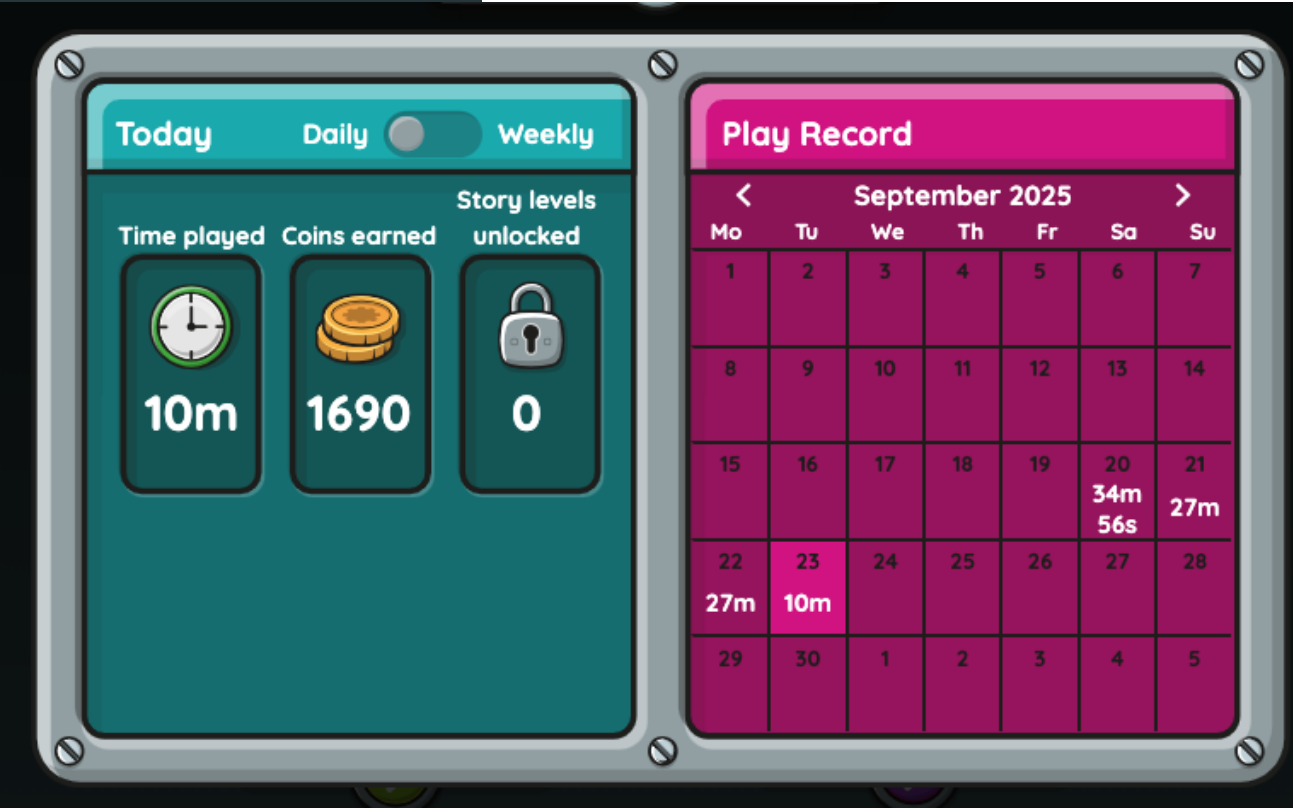 Today
Daily
Weekly
Time played
Coins earned
Story levels
unlocked
10m
1690
0
Play Record
September 2025
Mo Tu We Th Fr Sa Su
1 2 3 4 5 6 7
8 9 10 11 12 13 14
15 16 17 18 19 20 21
34m
56s
27m
22 23 24 25 26 27 28
27m 10m
29 30 1 2 3 4 5